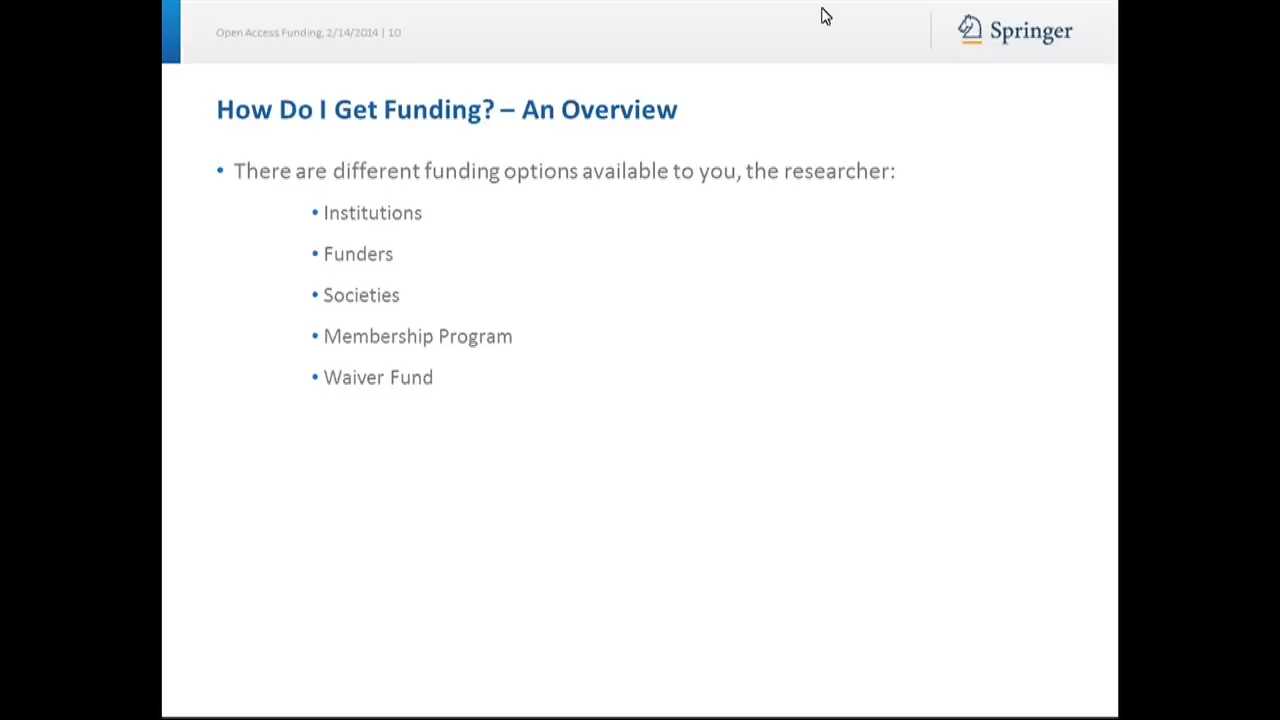 Open Access Funding, 2/14/2014 | 10
Springer
How Do I Get Funding? – An Overview
• There are different funding options available to you, the researcher:
• Institutions
• Funders
• Societies
• Membership Program
• Waiver Fund